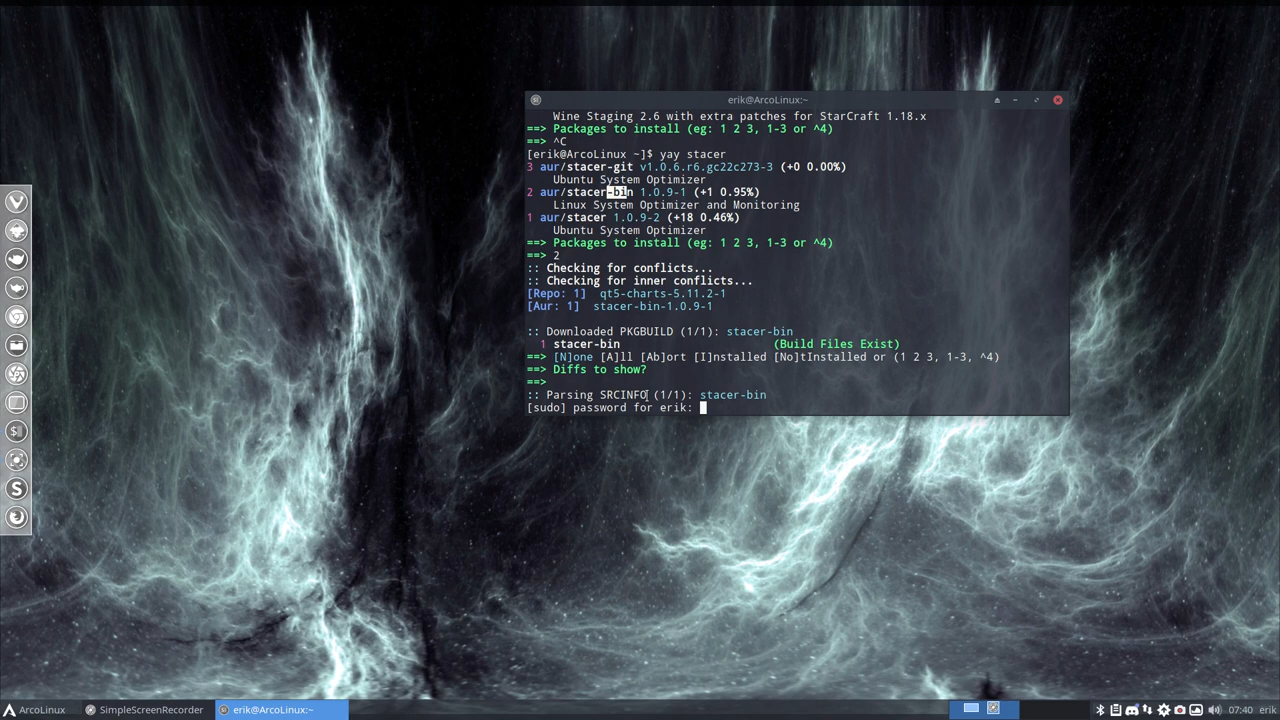 erik@ArcoLinux:~
Wine Staging 2.6 with extra patches for StarCraft 1.18.x
==> Packages to install (eg: 1 2 3, 1-3 or ^4)
==> ^C
[erik@ArcoLinux ~]$ yay stacer
3 aur/stacer-git v1.0.6.r6.gc22c273-3 (+0 0.00%)
Ubuntu System Optimizer
2 aur/stacer-bin 1.0.9-1 (+1 0.95%)
Linux System Optimizer and Monitoring
1 aur/stacer 1.0.9-2 (+18 0.46%)
Ubuntu System Optimizer
==> Packages to install (eg: 1 2 3, 1-3 or ^4)
==> 2
:: Checking for conflicts...
:: Checking for inner conflicts...
[Repo: 1]  qt5-charts-5.11.2-1
[Aur: 1]  stacer-bin-1.0.9-1
:: Downloaded PKGBUILD (1/1): stacer-bin
1 stacer-bin (Build Files Exist)
==> [N]one [A]ll [Ab]ort [I]nstalled [No]tInstalled or (1 2 3, 1-3, ^4)
==> Diffs to show?
==>
:: Parsing SRCINFO (1/1): stacer-bin
[sudo] password for erik:
ArcoLinux SimpleScreenRecorder erik@ArcoLinux:~ 07:40 erik